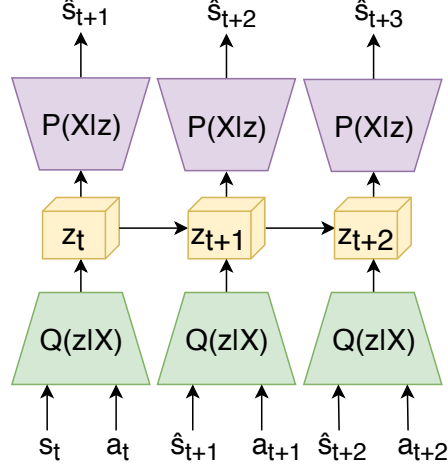 ŝt+1 ŝt+2 ŝt+3
P(X|z) P(X|z) P(X|z)
zt zt+1 zt+2
Q(z|X) Q(z|X) Q(z|X)
st at ŝt+1 at+1 ŝt+2 at+2